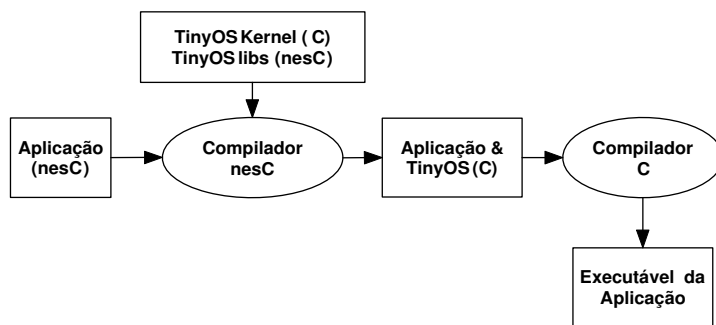 TinyOS Kernel ( C)
TinyOS libs (nesC)
Aplicação
(nesC)
Compilador
nesC
Aplicação &
TinyOS (C)
Compilador
C
Executável da
Aplicação